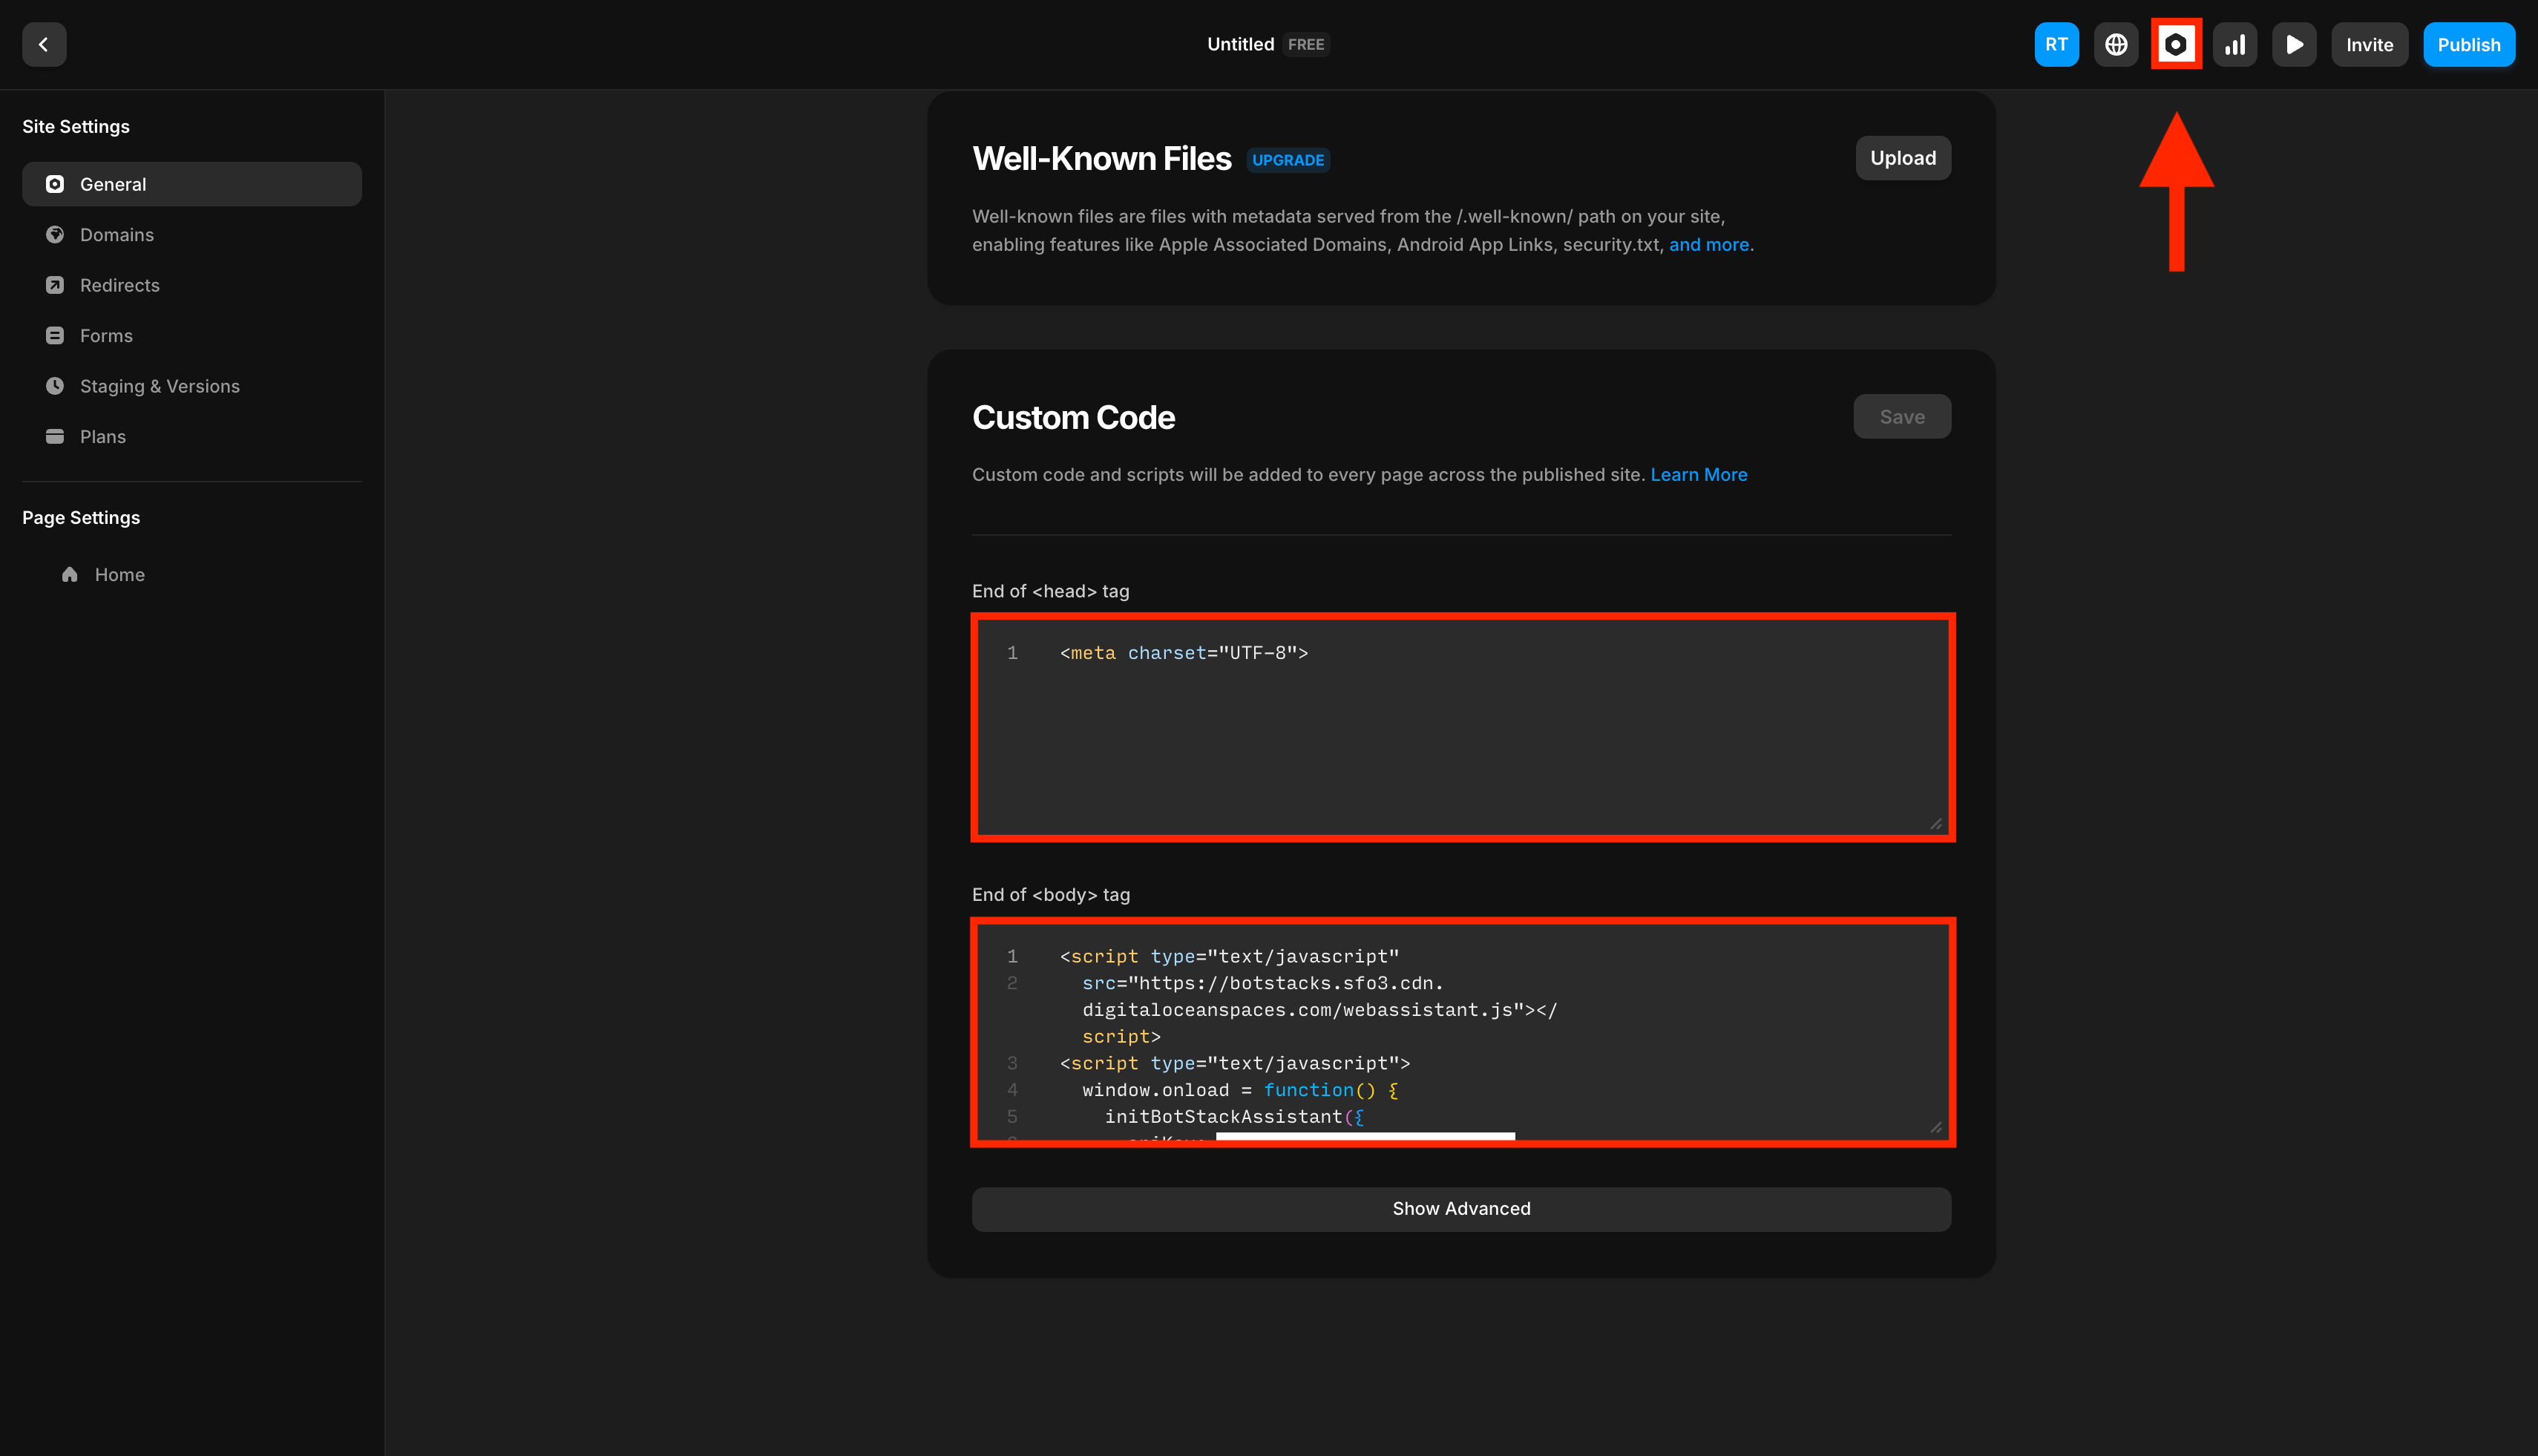 Untitled FREE
RT
Invite
Publish
Site Settings
General
Domains
Redirects
Forms
Staging & Versions
Plans
Page Settings
Home
Well-Known Files UPGRADE
Upload
Well-known files are files with metadata served from the /.well-known/ path on your site,
enabling features like Apple Associated Domains, Android App Links, security.txt, and more.
Custom Code
Save
Custom code and scripts will be added to every page across the published site. Learn More
End of <head> tag
1 <meta charset="UTF-8">
End of <body> tag
1 <script type="text/javascript"
2 src="https://botstacks.sfo3.cdn.
digitaloceanspaces.com/webassistant.js"></
script>
3 <script type="text/javascript">
4 window.onload = function() {
5 initBotStackAssistant({
Show Advanced